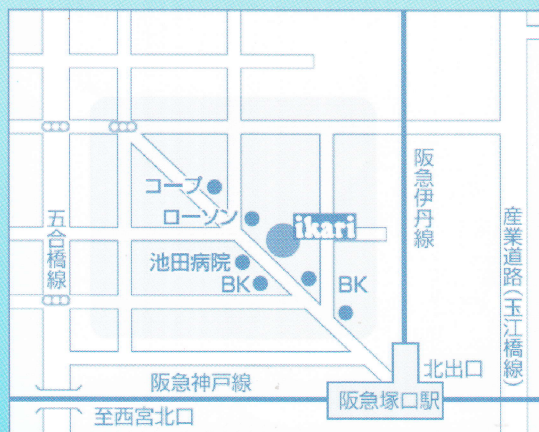 コープ
ローソン
ikari
池田病院
BK
BK
五合橋線
阪急伊丹線
産業道路(玉江橋線)
阪急神戸線
北出口
阪急塚口駅
至西宮北口